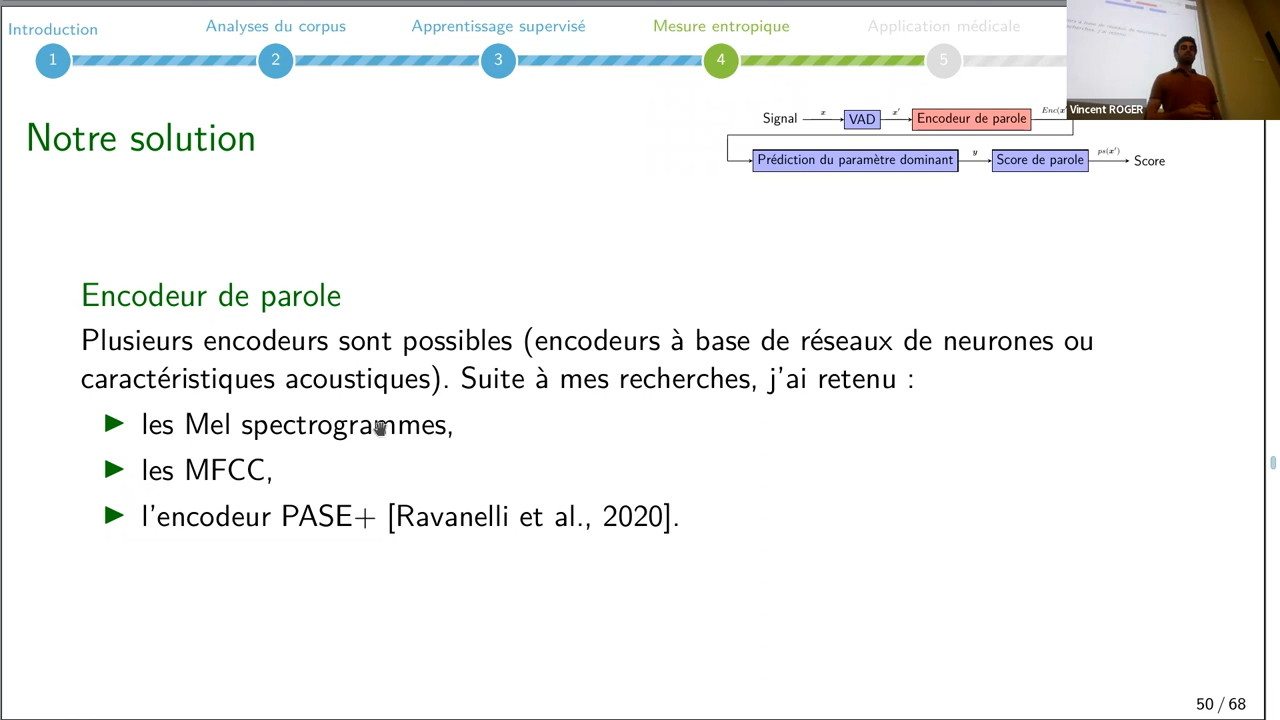 Introduction
Analyses du corpus
Apprentissage supervisé
Mesure entropique
Application médicale
1
2
3
4
5
Vincent ROGER
Notre solution
Signal x VAD x' Encodeur de parole Enc(x'
Prédiction du paramètre dominant y Score de parole ps(x') Score
Encodeur de parole
Plusieurs encodeurs sont possibles (encodeurs à base de réseaux de neurones ou
caractéristiques acoustiques). Suite à mes recherches, j'ai retenu :
les Mel spectrogrammes,
les MFCC,
l'encodeur PASE+ [Ravanelli et al., 2020].
50 / 68